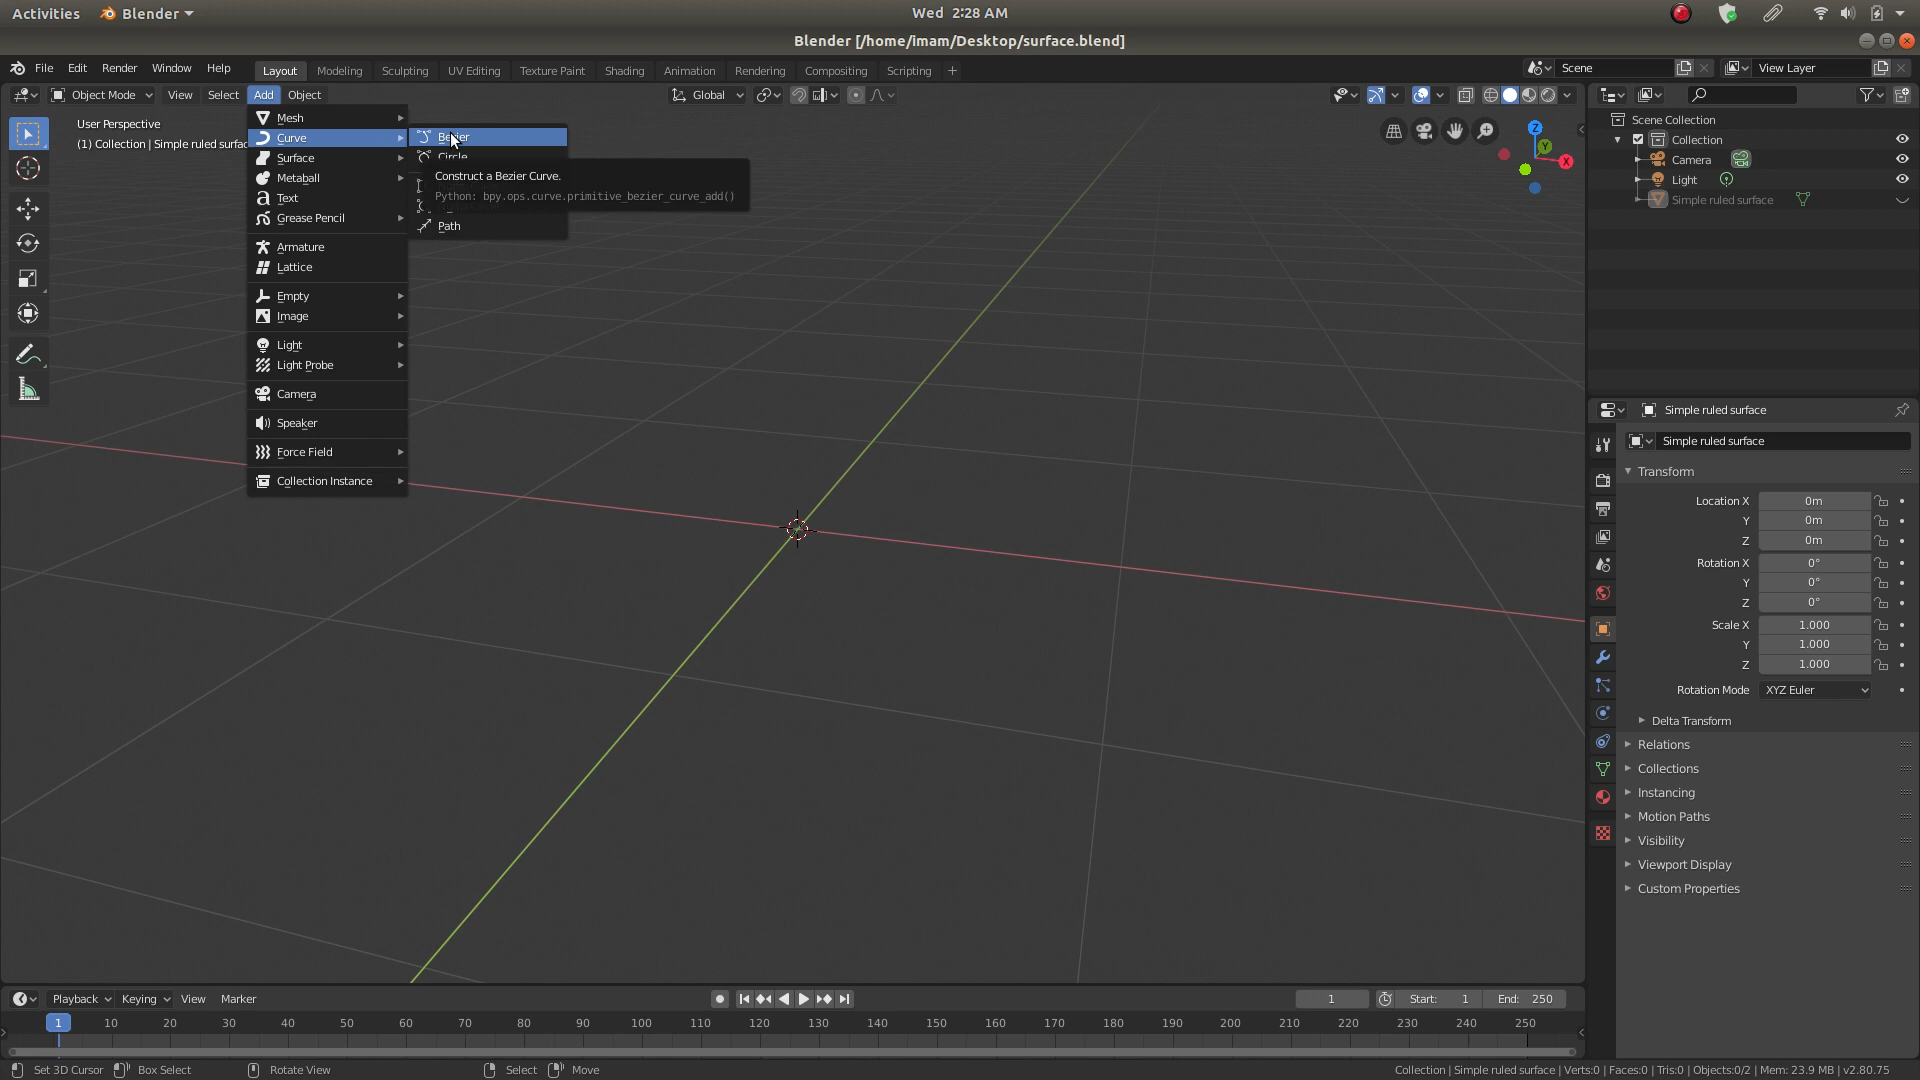 Activities Blender Wed 2:28 AM
Blender [/home/imam/Desktop/surface.blend]
File Edit Render Window Help Layout Modeling Sculpting UV Editing Texture Paint Shading Animation Rendering Compositing Scripting + Scene View Layer
Object Mode View Select Add Object Global
User Perspective
(1) Collection | Simple ruled surfac
Mesh
Curve
Surface
Metaball
Text
Grease Pencil
Armature
Lattice
Empty
Image
Light
Light Probe
Camera
Speaker
Force Field
Collection Instance
Bezier
Circle
Construct a Bezier Curve.
Python: bpy.ops.curve.primitive_bezier_curve_add()
Path
Z
Y
X
Scene Collection
Collection
Camera
Light
Simple ruled surface
Simple ruled surface
Simple ruled surface
Transform
Location X 0m
Y 0m
Z 0m
Rotation X 0°
Y 0°
Z 0°
Scale X 1.000
Y 1.000
Z 1.000
Rotation Mode XYZ Euler
Delta Transform
Relations
Collections
Instancing
Motion Paths
Visibility
Viewport Display
Custom Properties
Playback Keying View Marker 1 Start: 1 End: 250
1 10 20 30 40 50 60 70 80 90 100 110 120 130 140 150 160 170 180 190 200 210 220 230 240 250
Set 3D Cursor Box Select Rotate View Select Move Collection | Simple ruled surface | Verts:0 | Faces:0 | Tris:0 | Objects:0/2 | Mem: 23.9 MB | v2.80.75